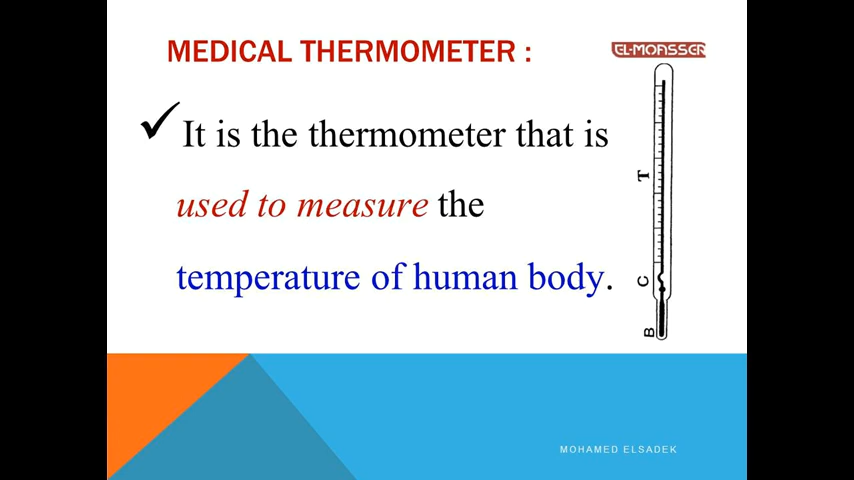 MEDICAL THERMOMETER :
EL-MOASSER
✓It is the thermometer that is
used to measure the
temperature of human body.
T
C
B
MOHAMED ELSADEK